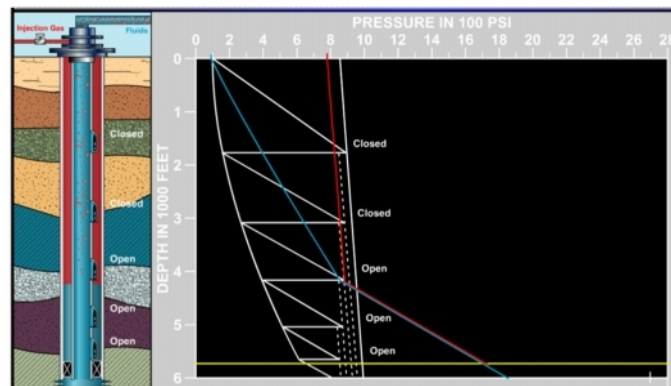 PRESSURE IN 100 PSI
0 2 4 6 8 10 12 14 16 18 20 22 24 26 28
Injection Gas
Fluids
DEPTH IN 1000 FEET
0
1
2
3
4
5
6
Closed
Closed
Open
Open
Open
Closed
Closed
Open
Open
Open